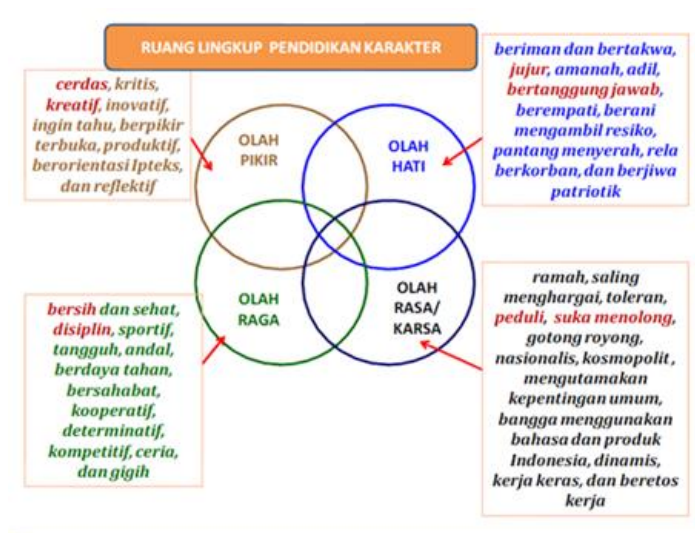 RUANG LINGKUP PENDIDIKAN KARAKTER
cerdas, kritis,
kreatif, inovatif,
ingin tahu, berpikir
terbuka, produktif,
berorientasi Ipteks,
dan reflektif
OLAH
PIKIR
OLAH
HATI
beriman dan bertakwa,
jujur, amanah, adil,
bertanggung jawab,
berempati, berani
mengambil resiko,
pantang menyerah, rela
berkorban, dan berjiwa
patriotik
bersih dan sehat,
disiplin, sportif,
tangguh, andal,
berdaya tahan,
bersahabat,
kooperatif,
determinatif,
kompetitif, ceria,
dan gigih
OLAH
RAGA
OLAH
RASA/
KARSA
ramah, saling
menghargai, toleran,
peduli, suka menolong,
gotong royong,
nasionalis, kosmopolit,
mengutamakan
kepentingan umum,
bangga menggunakan
bahasa dan produk
Indonesia, dinamis,
kerja keras, dan beretos
kerja